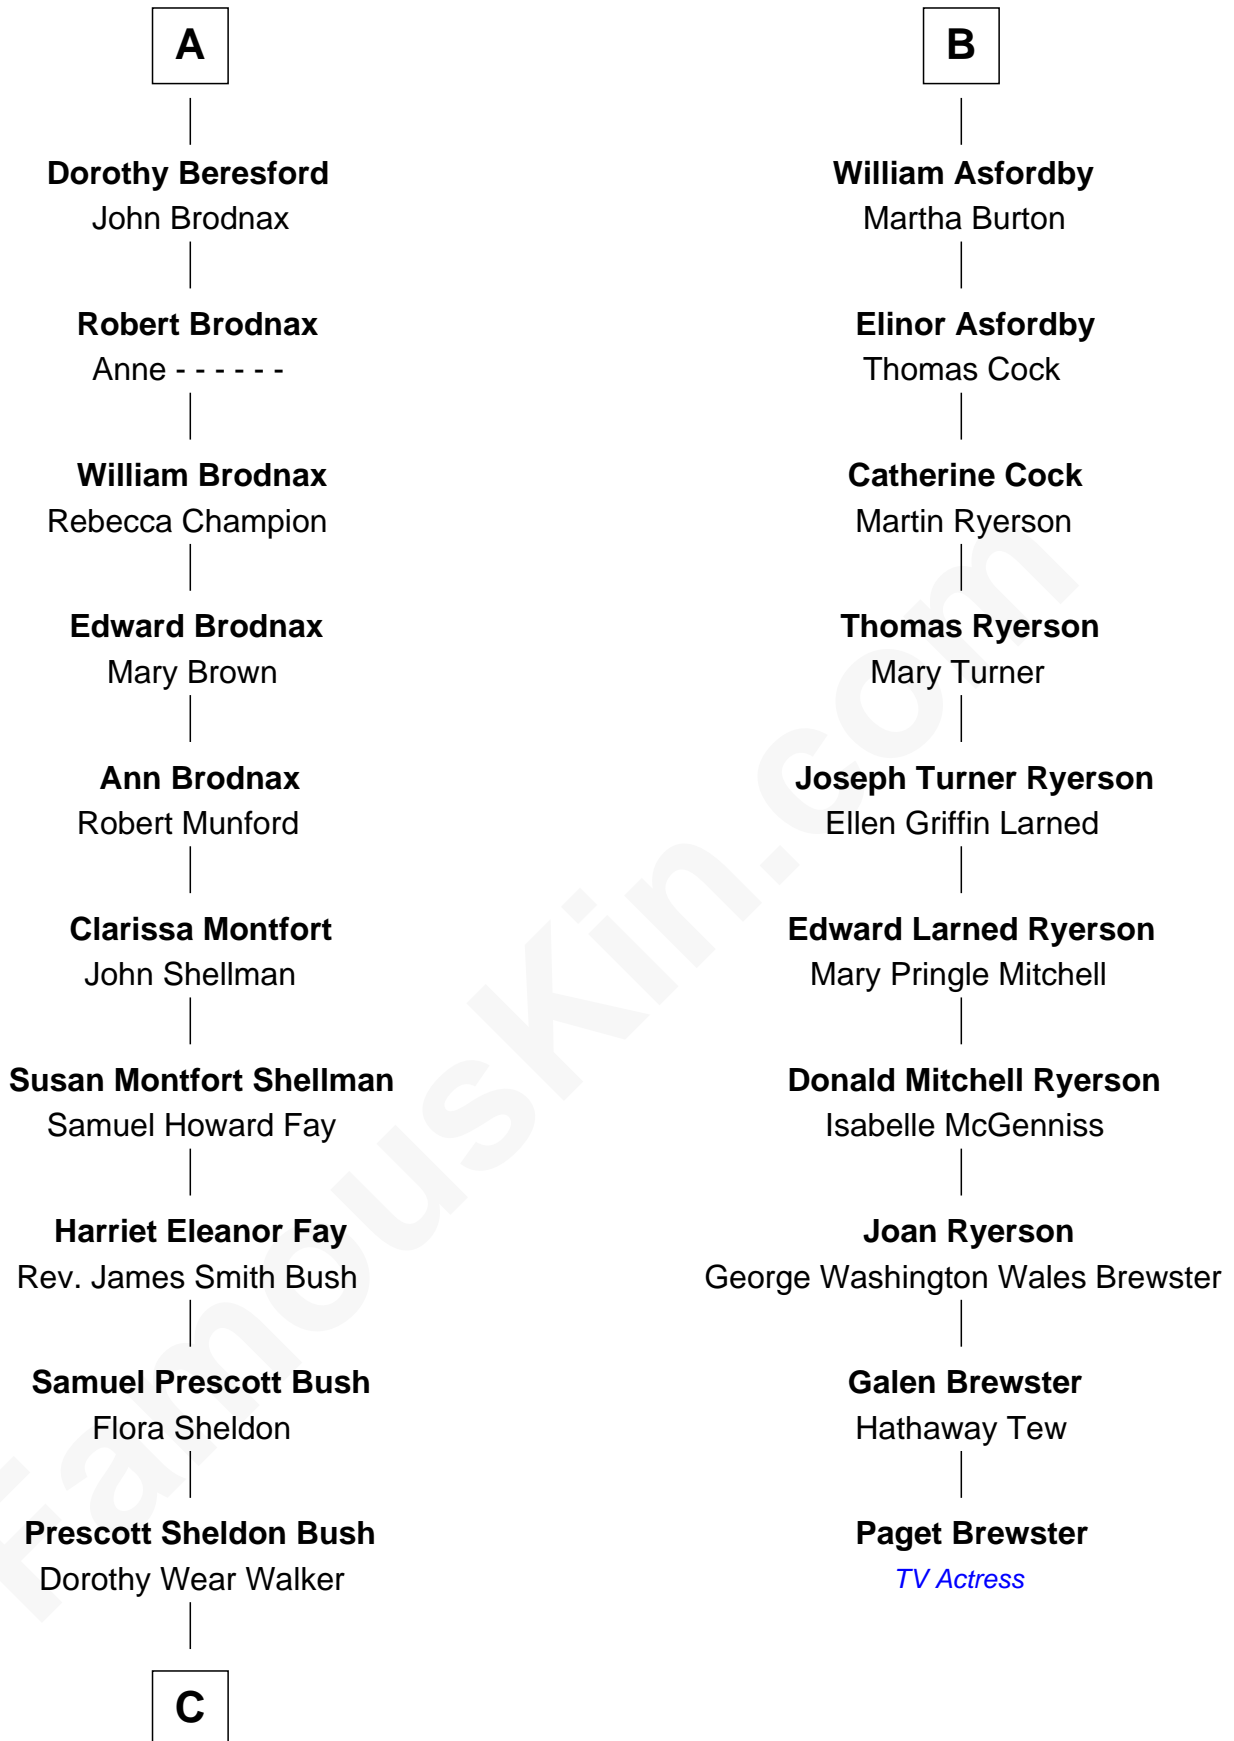 A
Dorothy Beresford
John Brodnax
Robert Brodnax
Anne - - - - - -
William Brodnax
Rebecca Champion
Edward Brodnax
Mary Brown
Ann Brodnax
Robert Munford
Clarissa Montfort
John Shellman
Susan Montfort Shellman
Samuel Howard Fay
Harriet Eleanor Fay
Rev. James Smith Bush
Samuel Prescott Bush
Flora Sheldon
Prescott Sheldon Bush
Dorothy Wear Walker
C
B
William Asfordby
Martha Burton
Elinor Asfordby
Thomas Cock
Catherine Cock
Martin Ryerson
Thomas Ryerson
Mary Turner
Joseph Turner Ryerson
Ellen Griffin Larned
Edward Larned Ryerson
Mary Pringle Mitchell
Donald Mitchell Ryerson
Isabelle McGenniss
Joan Ryerson
George Washington Wales Brewster
Galen Brewster
Hathaway Tew
Paget Brewster
TV Actress
FamousKin.com